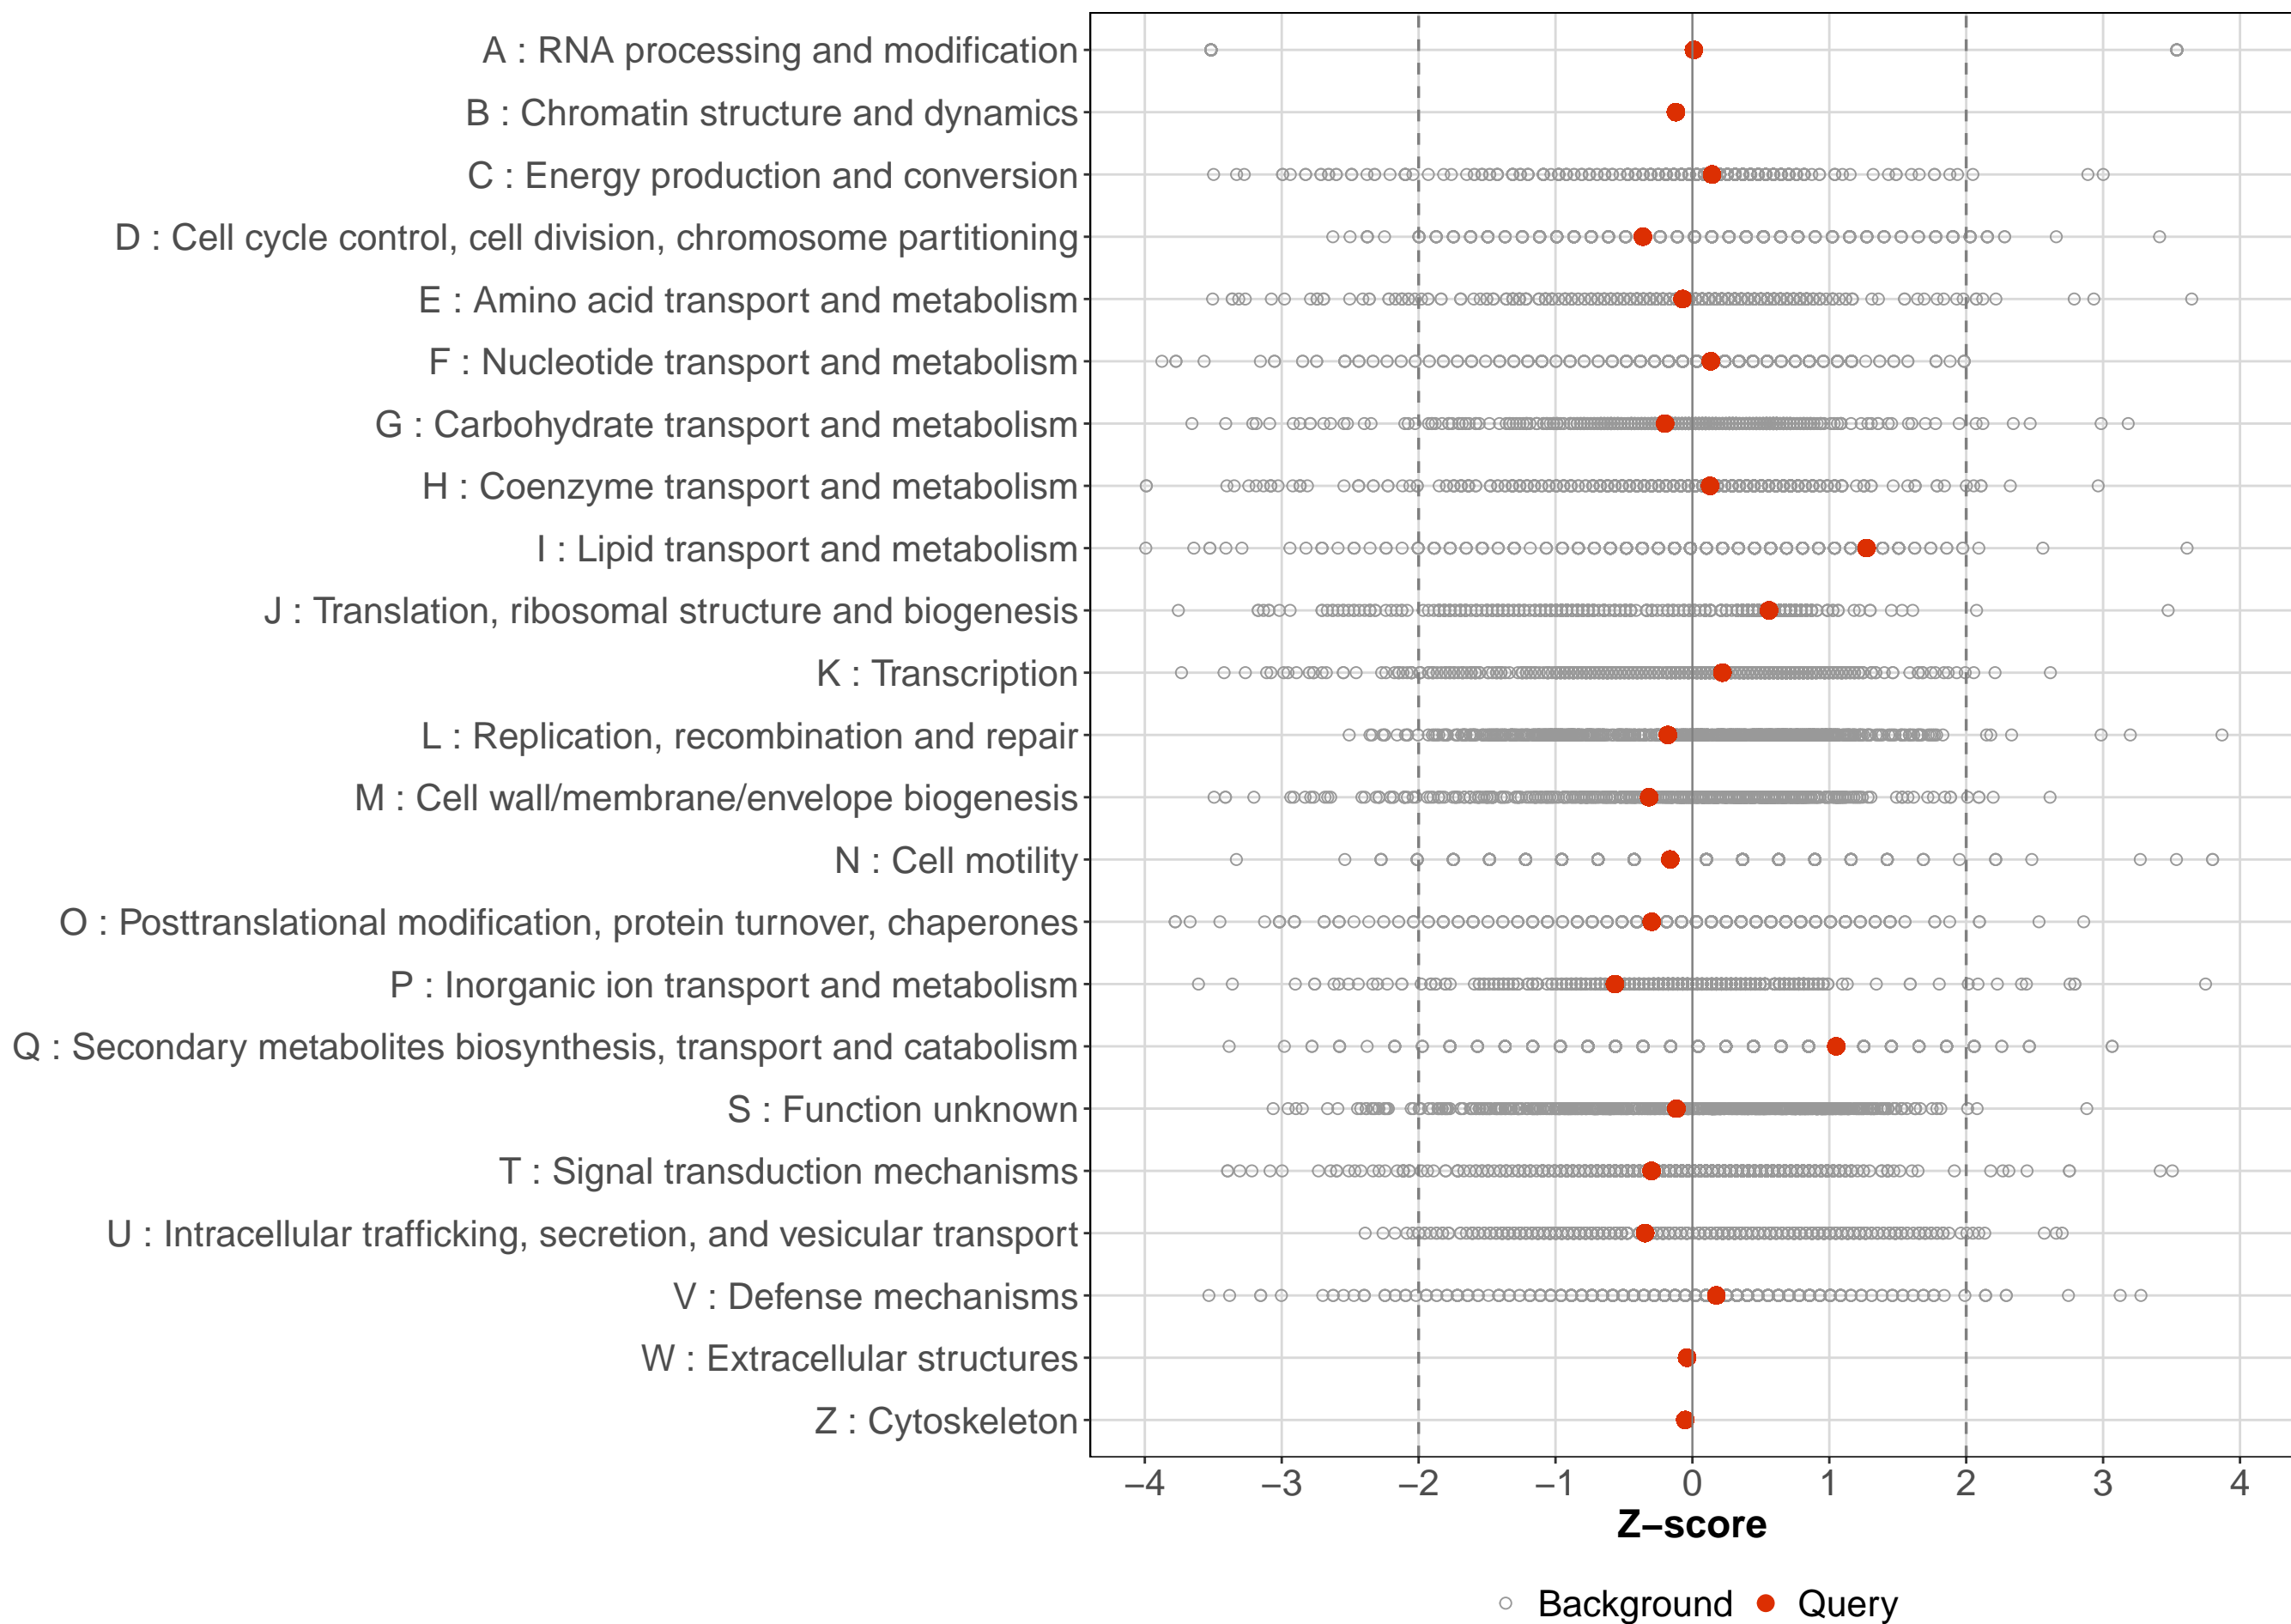 A : RNA processing and modification
B : Chromatin structure and dynamics
C : Energy production and conversion
D : Cell cycle control, cell division, chromosome partitioning
E : Amino acid transport and metabolism
F : Nucleotide transport and metabolism
G : Carbohydrate transport and metabolism
H : Coenzyme transport and metabolism
I : Lipid transport and metabolism
J : Translation, ribosomal structure and biogenesis
K : Transcription
L : Replication, recombination and repair
M : Cell wall/membrane/envelope biogenesis
N : Cell motility
O : Posttranslational modification, protein turnover, chaperones
P : Inorganic ion transport and metabolism
Q : Secondary metabolites biosynthesis, transport and catabolism
S : Function unknown
T : Signal transduction mechanisms
U : Intracellular trafficking, secretion, and vesicular transport
V : Defense mechanisms
W : Extracellular structures
Z : Cytoskeleton
−4 −3 −2 −1 0 1 2 3 4
Z−score
Background Query